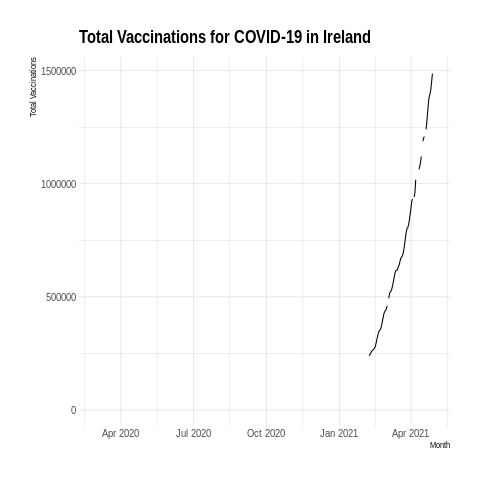 Total Vaccinations for COVID-19 in Ireland
Total Vaccinations
1500000
1000000
500000
0
Apr 2020
Jul 2020
Oct 2020
Jan 2021
Apr 2021
Month